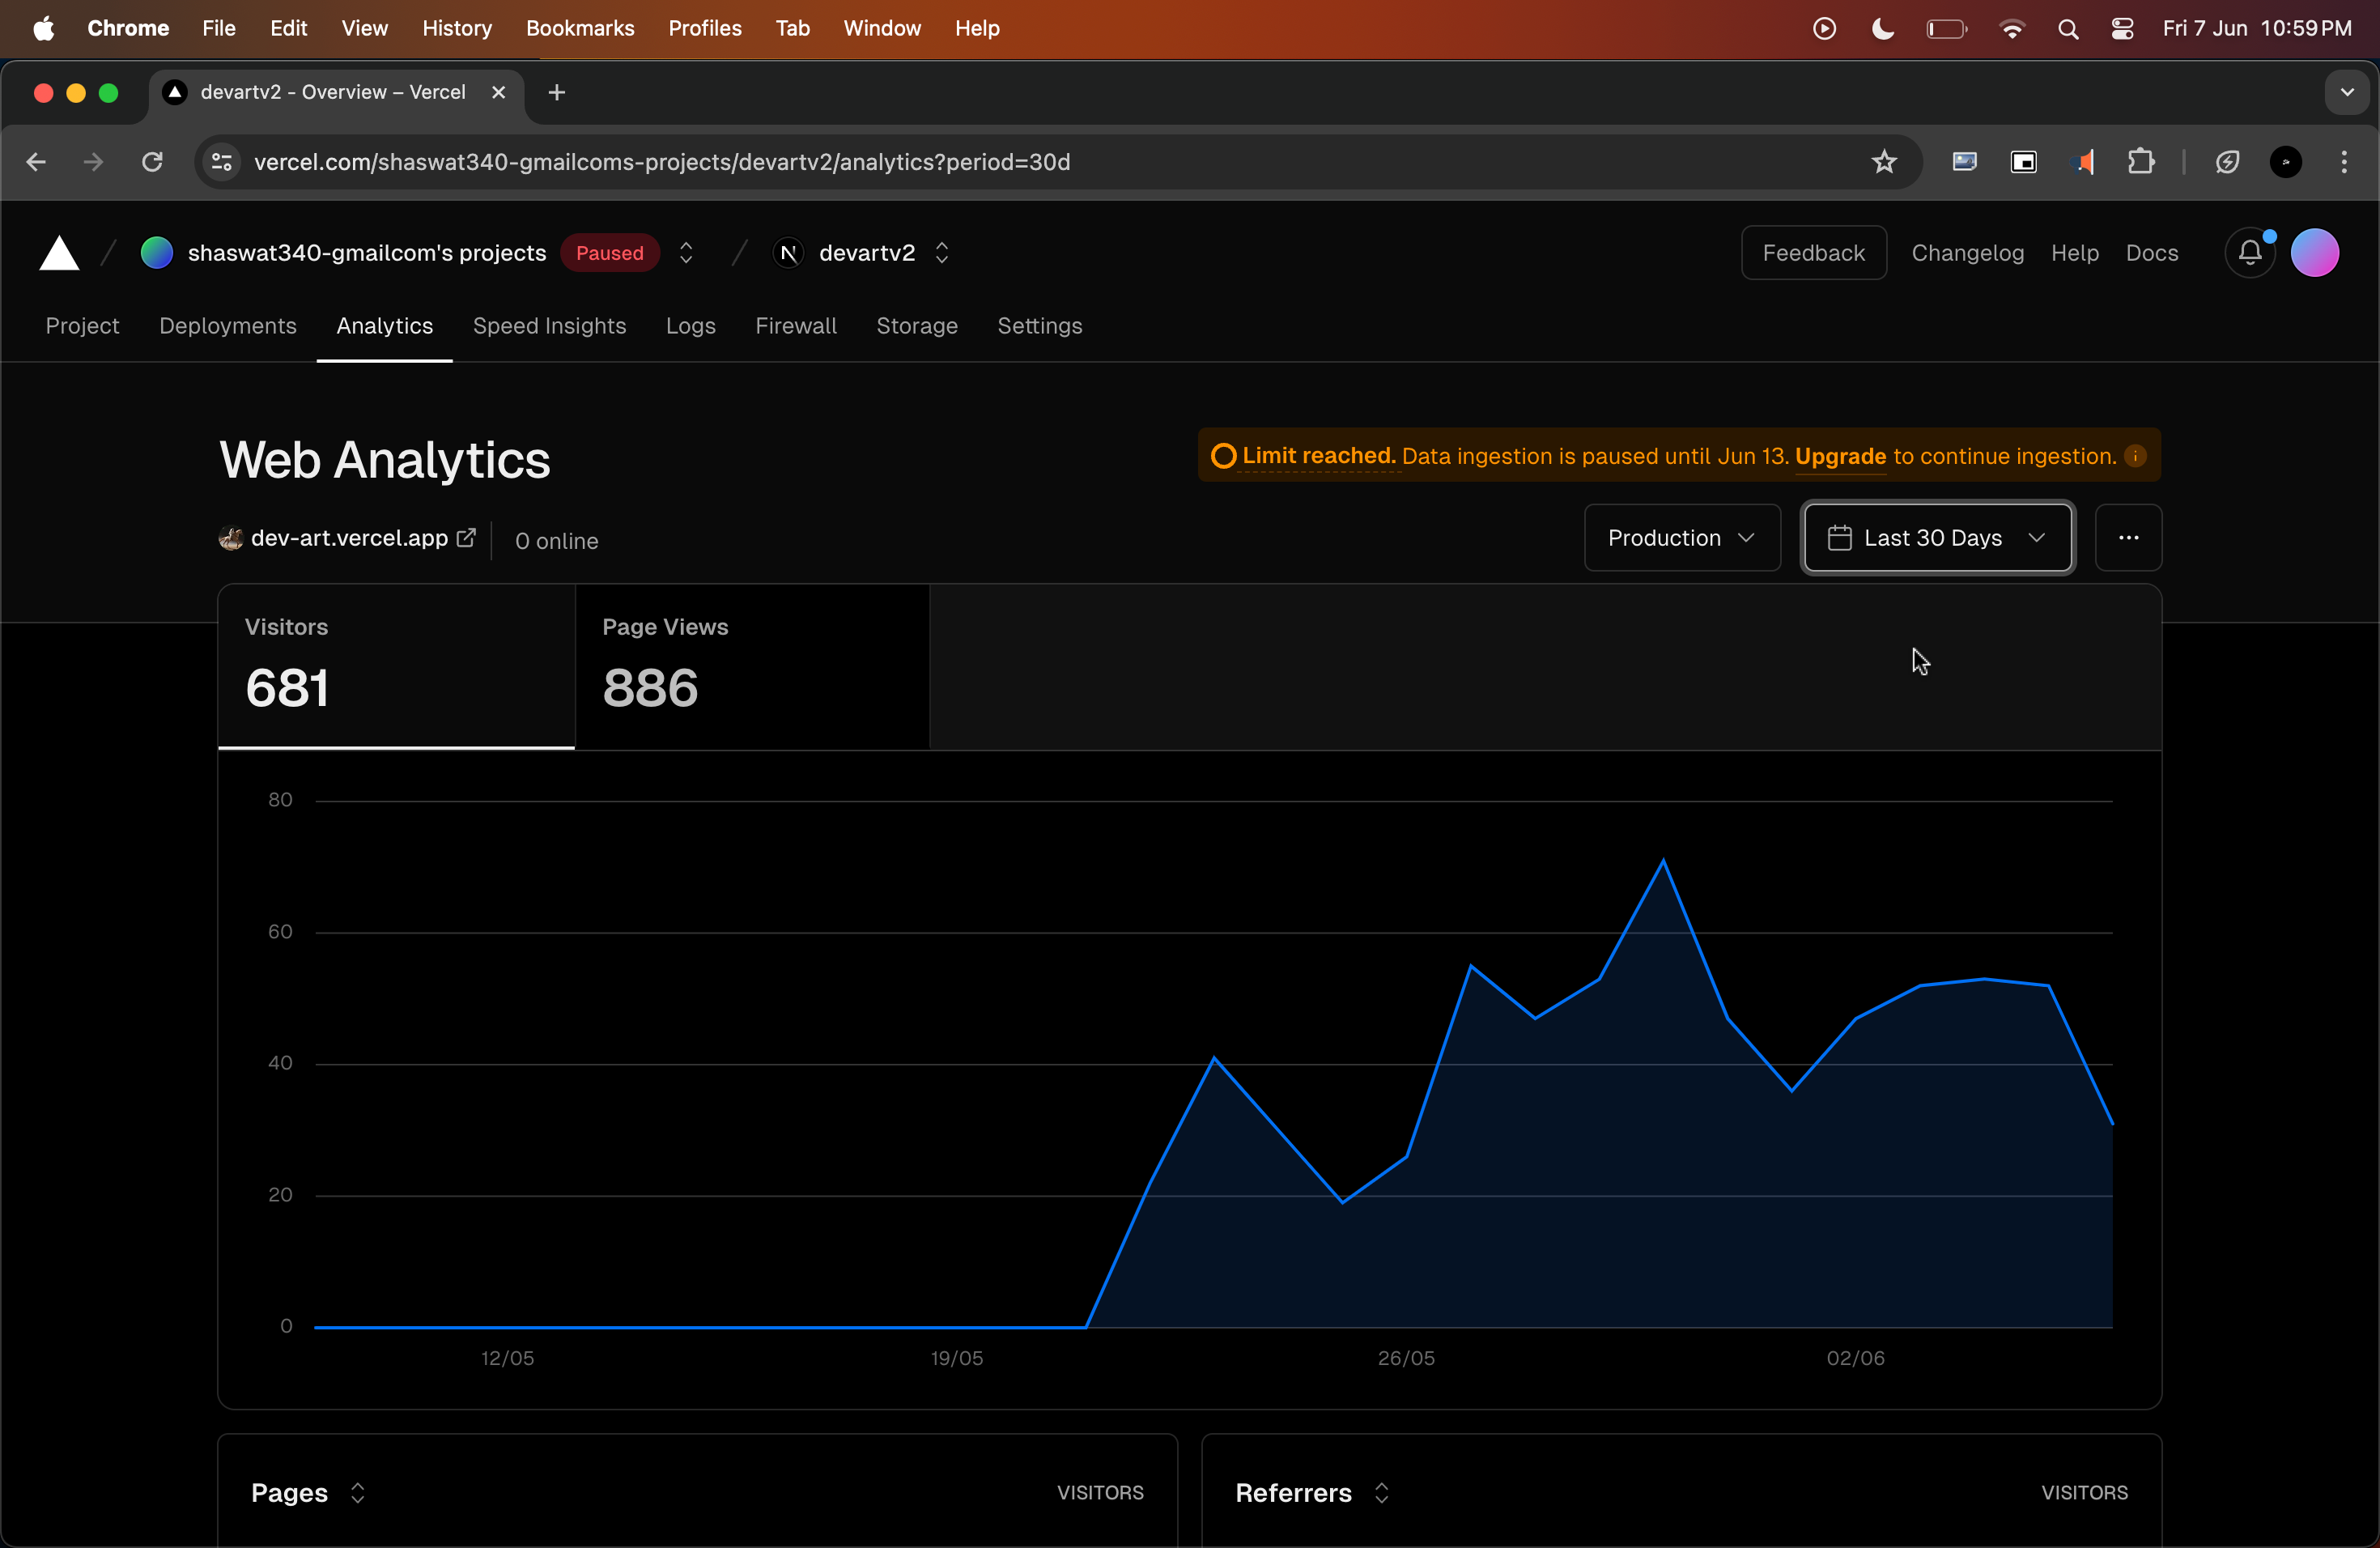 Chrome File Edit View History Bookmarks Profiles Tab Window Help Fri 7 Jun 10:59 PM
devartv2 - Overview – Vercel
vercel.com/shaswat340-gmailcoms-projects/devartv2/analytics?period=30d
shaswat340-gmailcom's projects Paused devartv2 Feedback Changelog Help Docs
Project Deployments Analytics Speed Insights Logs Firewall Storage Settings
Web Analytics
Limit reached. Data ingestion is paused until Jun 13. Upgrade to continue ingestion.
dev-art.vercel.app 0 online
Production Last 30 Days
Visitors Page Views
681 886
80
60
40
20
0
12/05 19/05 26/05 02/06
Pages VISITORS Referrers VISITORS